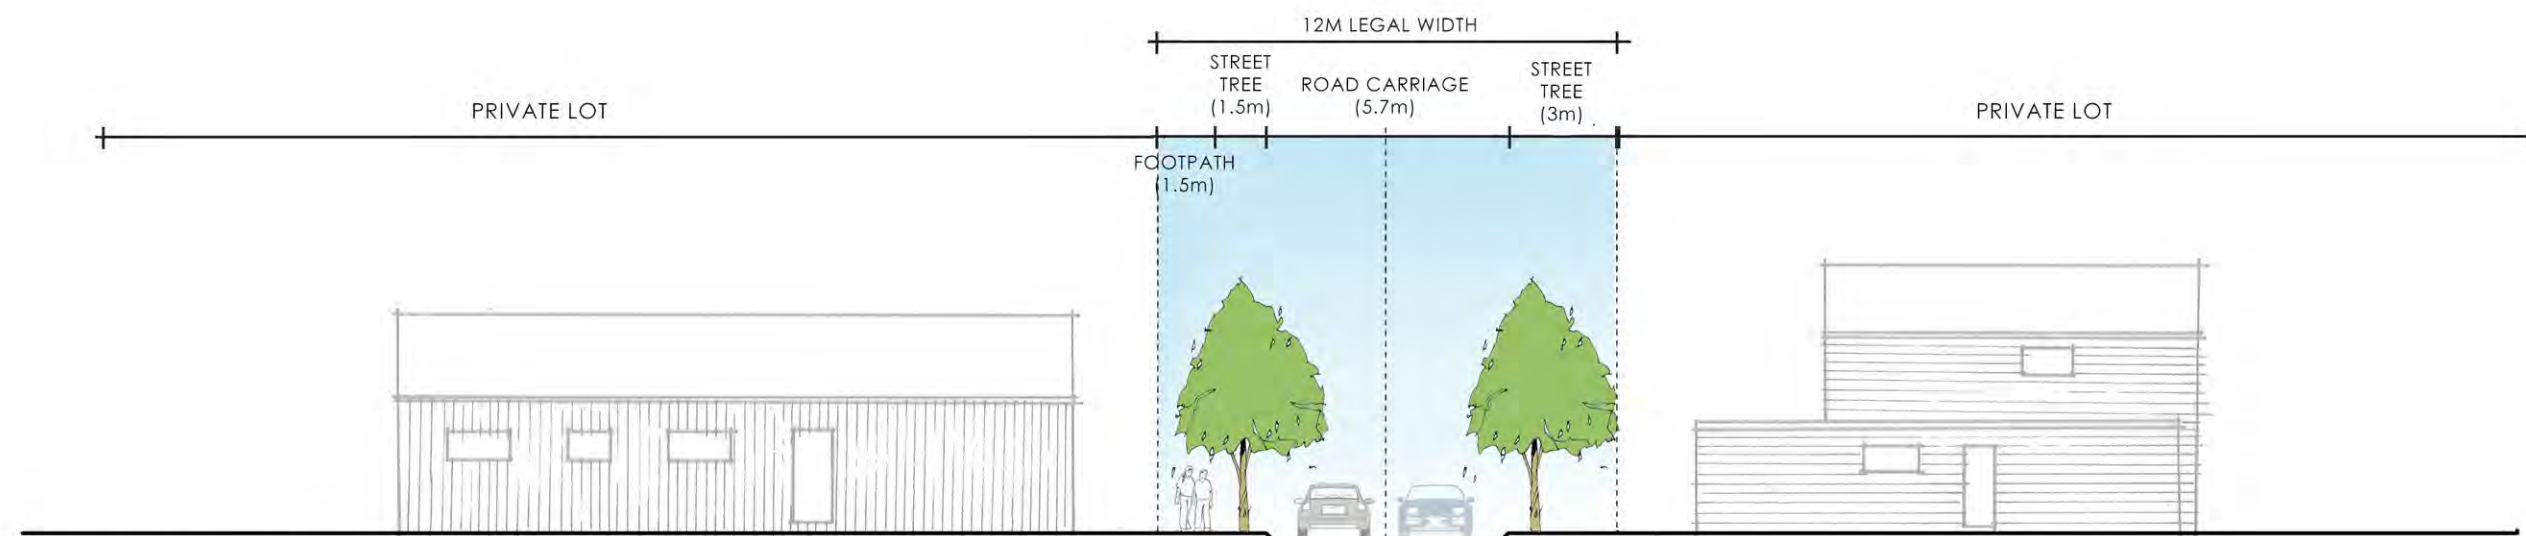 12M LEGAL WIDTH
STREET
TREE
(1.5m)
ROAD CARRIAGE
(5.7m)
STREET
TREE
(3m)
PRIVATE LOT
PRIVATE LOT
FOOTPATH
(1.5m)